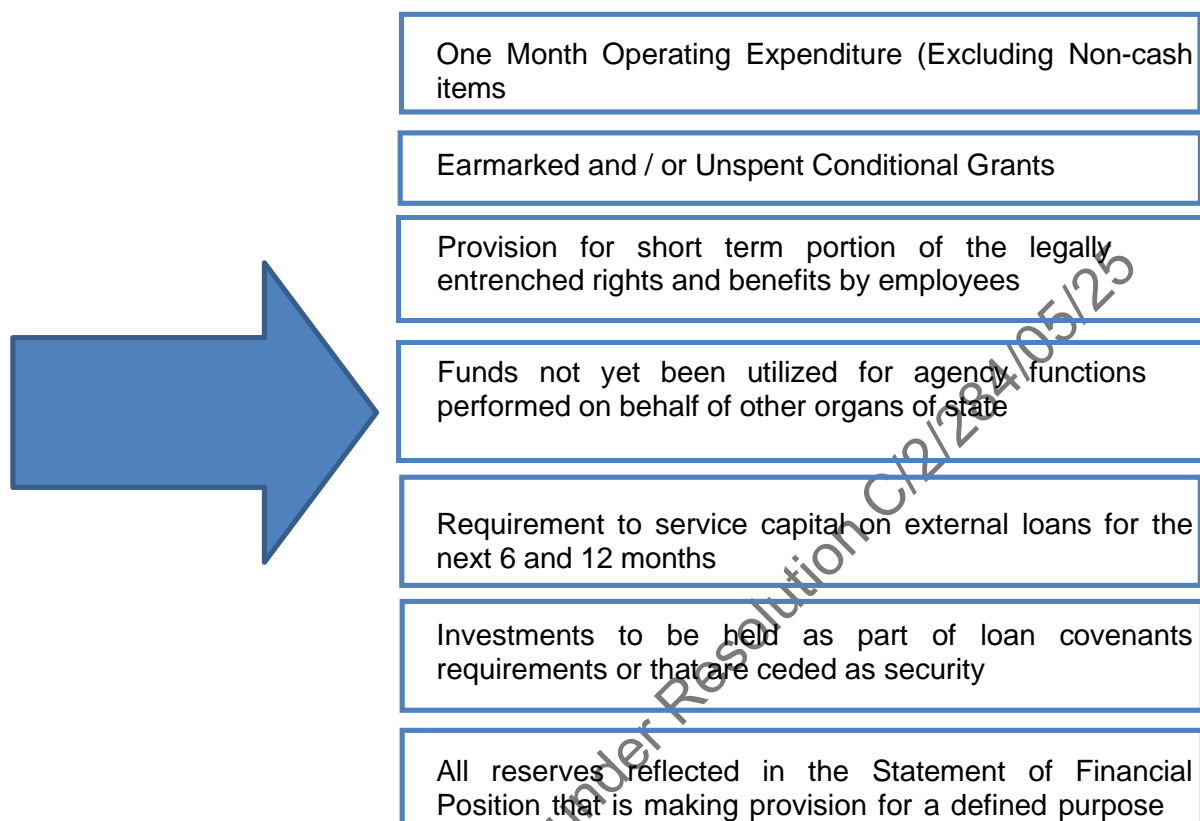 One Month Operating Expenditure (Excluding Non-cash
items
Earmarked and / or Unspent Conditional Grants
Provision for short term portion of the legally
entrenched rights and benefits by employees
Funds not yet been utilized for agency functions
performed on behalf of other organs of state
Requirement to service capital on external loans for the
next 6 and 12 months
Investments to be held as part of loan covenants
requirements or that are ceded as security
All reserves reflected in the Statement of Financial
Position that is making provision for a defined purpose
under Resolution C/2/284/05/25